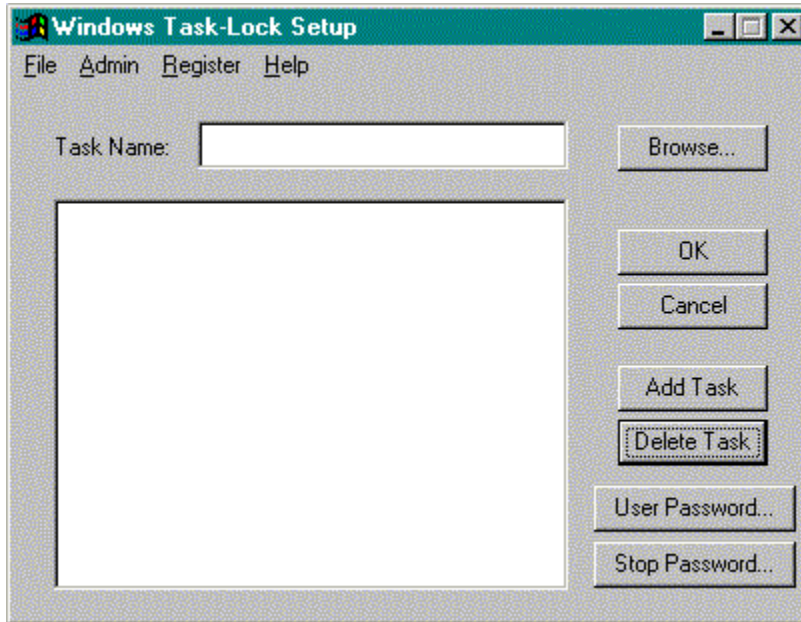 Windows Task-Lock Setup
File Admin Register Help
Task Name:
Browse...
OK
Cancel
Add Task
Delete Task
User Password...
Stop Password...